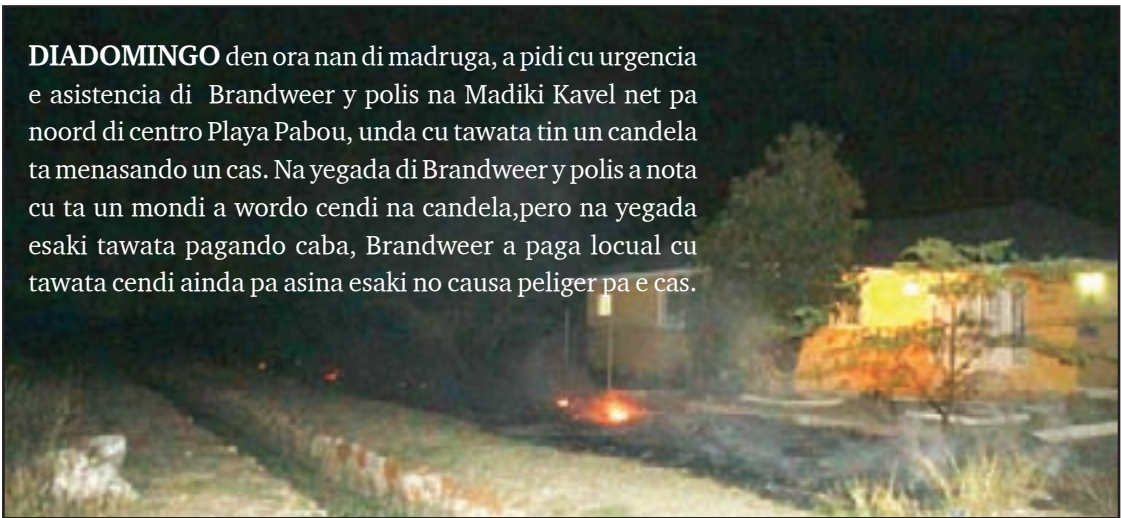 DIADOMINGO den ora nan di madruga, a pidi cu urgencia
e asistencia di Brandweer y polis na Madiki Kavel net pa
noord di centro Playa Pabou, unda cu tawata tin un candela
ta menasando un cas. Na yegada di Brandweer y polis a nota
cu ta un mondi a wordo cendi na candela,pero na yegada
esaki tawata pagando caba, Brandweer a paga locual cu
tawata cendi ainda pa asina esaki no causa peliger pa e cas.